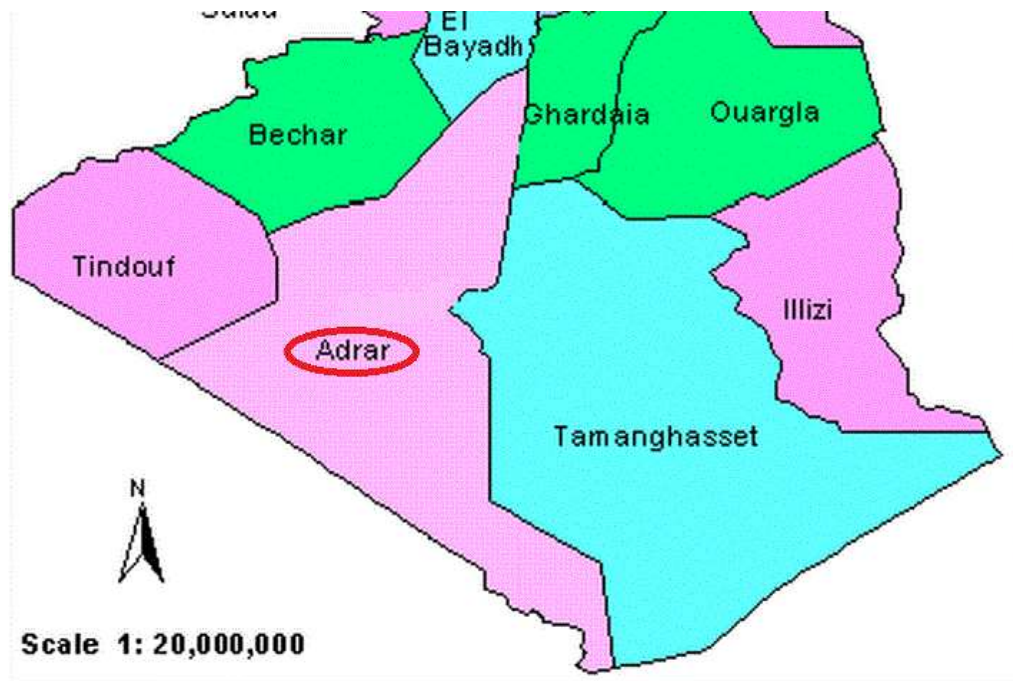 El
Bayadh
Ghardaia
Ouargla
Bechar
Tindouf
Illizi
Adrar
Tamanghasset
N
Scale 1: 20,000,000